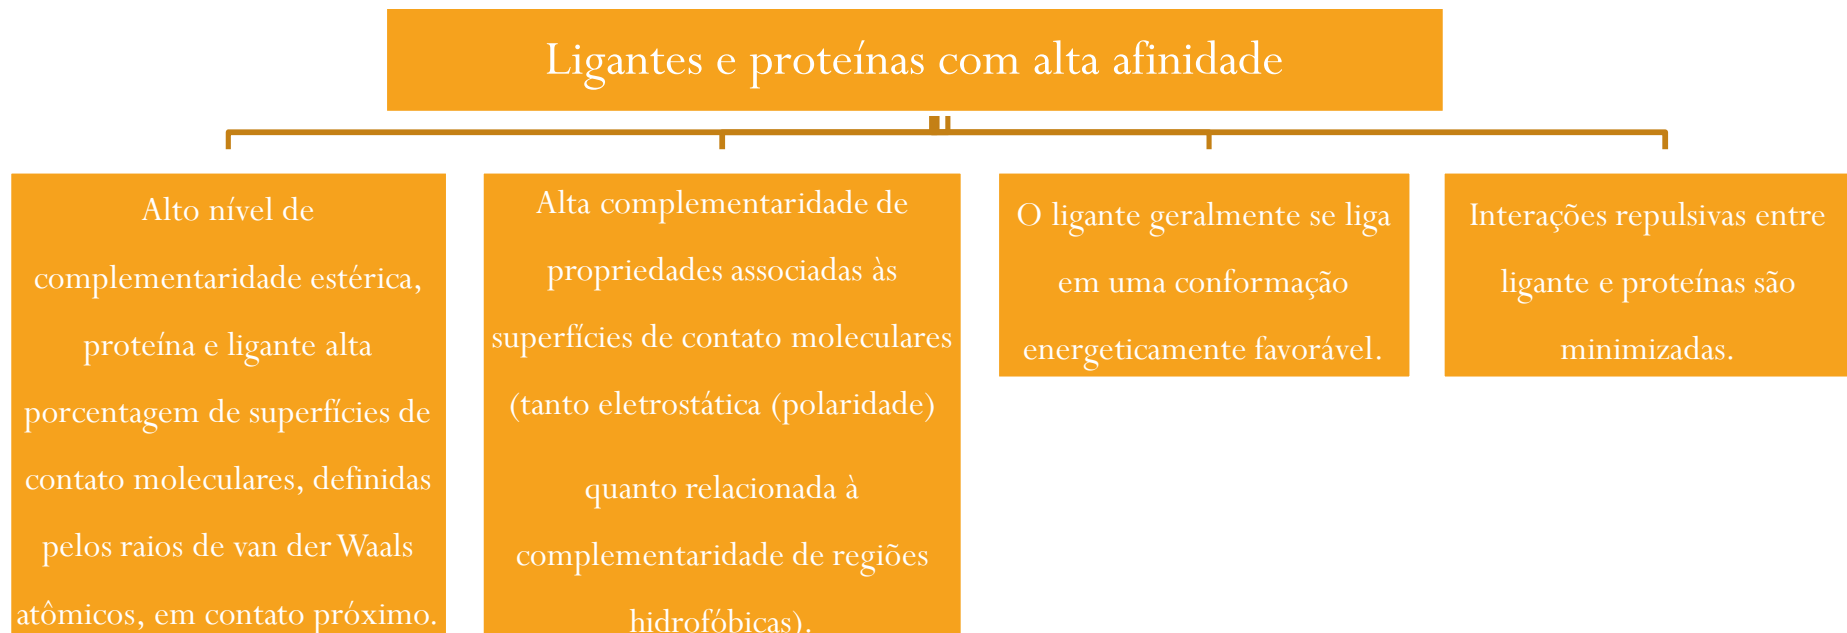 Ligantes e proteínas com alta afinidade
Alto nível de
complementaridade estérica,
proteína e ligante alta
porcentagem de superfícies de
contato moleculares, definidas
pelos raios de van der Waals
atômicos, em contato próximo.
Alta complementaridade de
propriedades associadas às
superfícies de contato moleculares
(tanto eletrostática (polaridade)
quanto relacionada à
complementaridade de regiões
hidrofóbicas).
O ligante geralmente se liga
em uma conformação
energeticamente favorável.
Interações repulsivas entre
ligante e proteínas são
minimizadas.